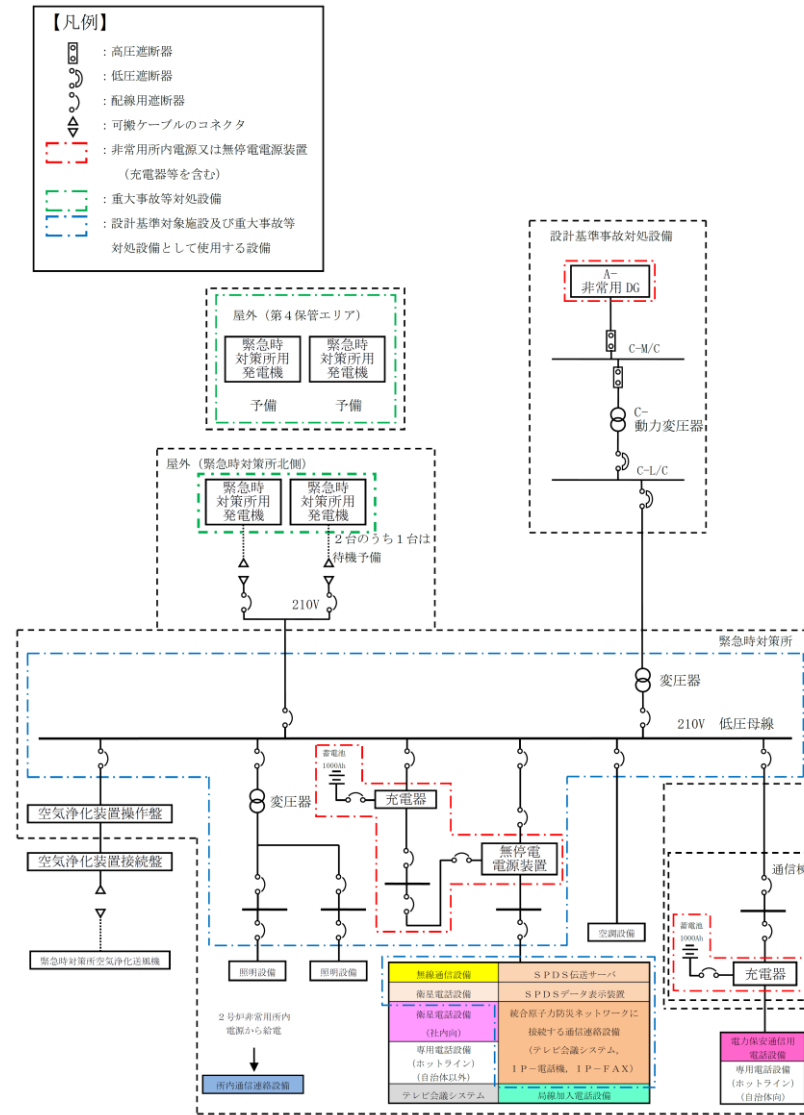 【凡例】
：高圧遮断器
：低圧遮断器
：配線用遮断器
：可搬ケーブルのコネクタ
：非常用所内電源又は無停電電源装置
（充電器等を含む）
：重大事故等対処設備
：設計基準対象施設及び重大事故等
対処設備として使用する設備
設計基準事故対処設備
A－
非常用 DG
C-M/C
C－
動力変圧器
C-L/C
屋外（第４保管エリア）
緊急時
対策所用
発電機
緊急時
対策所用
発電機
予備
予備
屋外（緊急時対策所北側）
緊急時
対策所用
発電機
緊急時
対策所用
発電機
２台のうち１台は
待機予備
210V
緊急時対策所
変圧器
210V　低圧母線
空気浄化装置操作盤
空気浄化装置接続盤
緊急時対策所空気浄化送風機
変圧器
照明設備
照明設備
蓄電池
1000Ah
充電器
無停電
電源装置
空調設備
通信棟
蓄電池
1000Ah
充電器
２号炉非常用所内
電源から給電
所内通信連絡設備
無線通信設備
衛星電話設備
衛星電話設備
（社内向）
専用電話設備
（ホットライン）
（自治体以外）
テレビ会議システム
ＳＰＤＳ伝送サーバ
ＳＰＤＳデータ表示装置
統合原子力防災ネットワークに
接続する通信連絡設備
（テレビ会議システム、
ＩＰ－電話機、ＩＰ－ＦＡＸ）
局線加入電話設備
電力保安通信用
電話設備
専用電話設備
（ホットライン）
（自治体向）